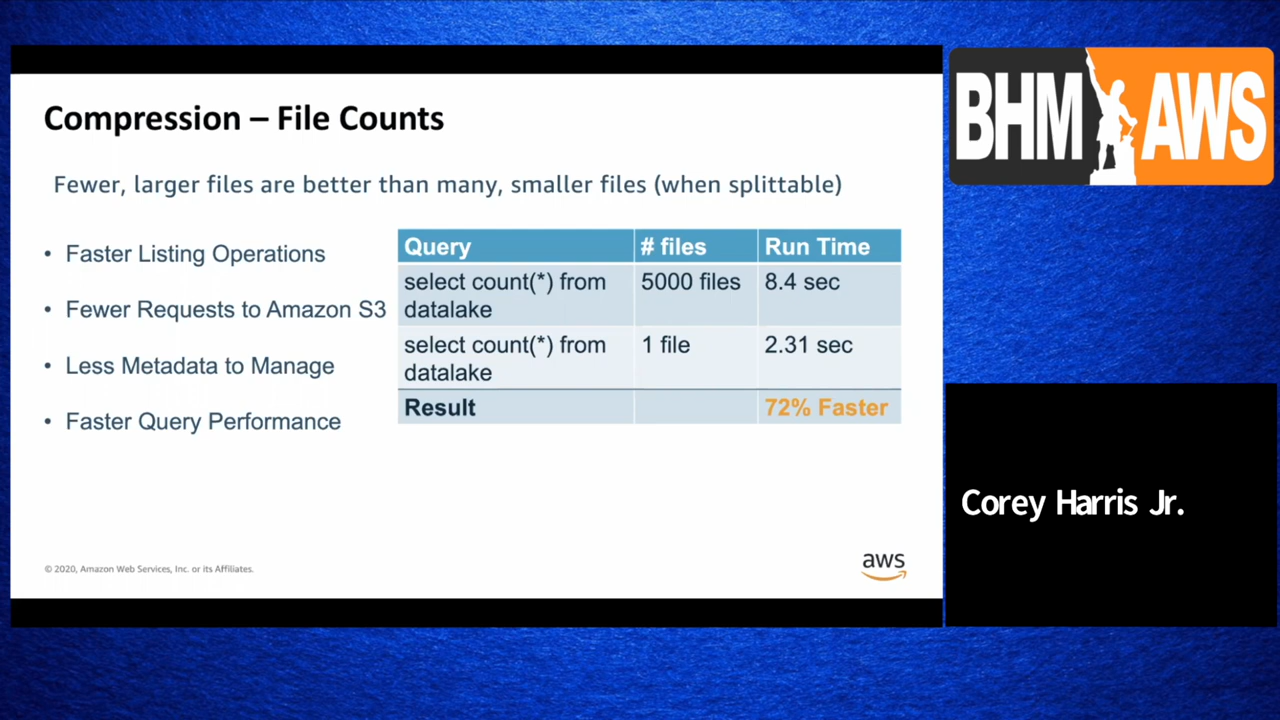 Compression – File Counts
Fewer, larger files are better than many, smaller files (when splittable)
• Faster Listing Operations
• Fewer Requests to Amazon S3
• Less Metadata to Manage
• Faster Query Performance
Query # files Run Time
select count(*) from 5000 files 8.4 sec
datalake
select count(*) from 1 file 2.31 sec
datalake
Result 72% Faster
© 2020, Amazon Web Services, Inc. or its Affiliates.
aws
BHM AWS
Corey Harris Jr.